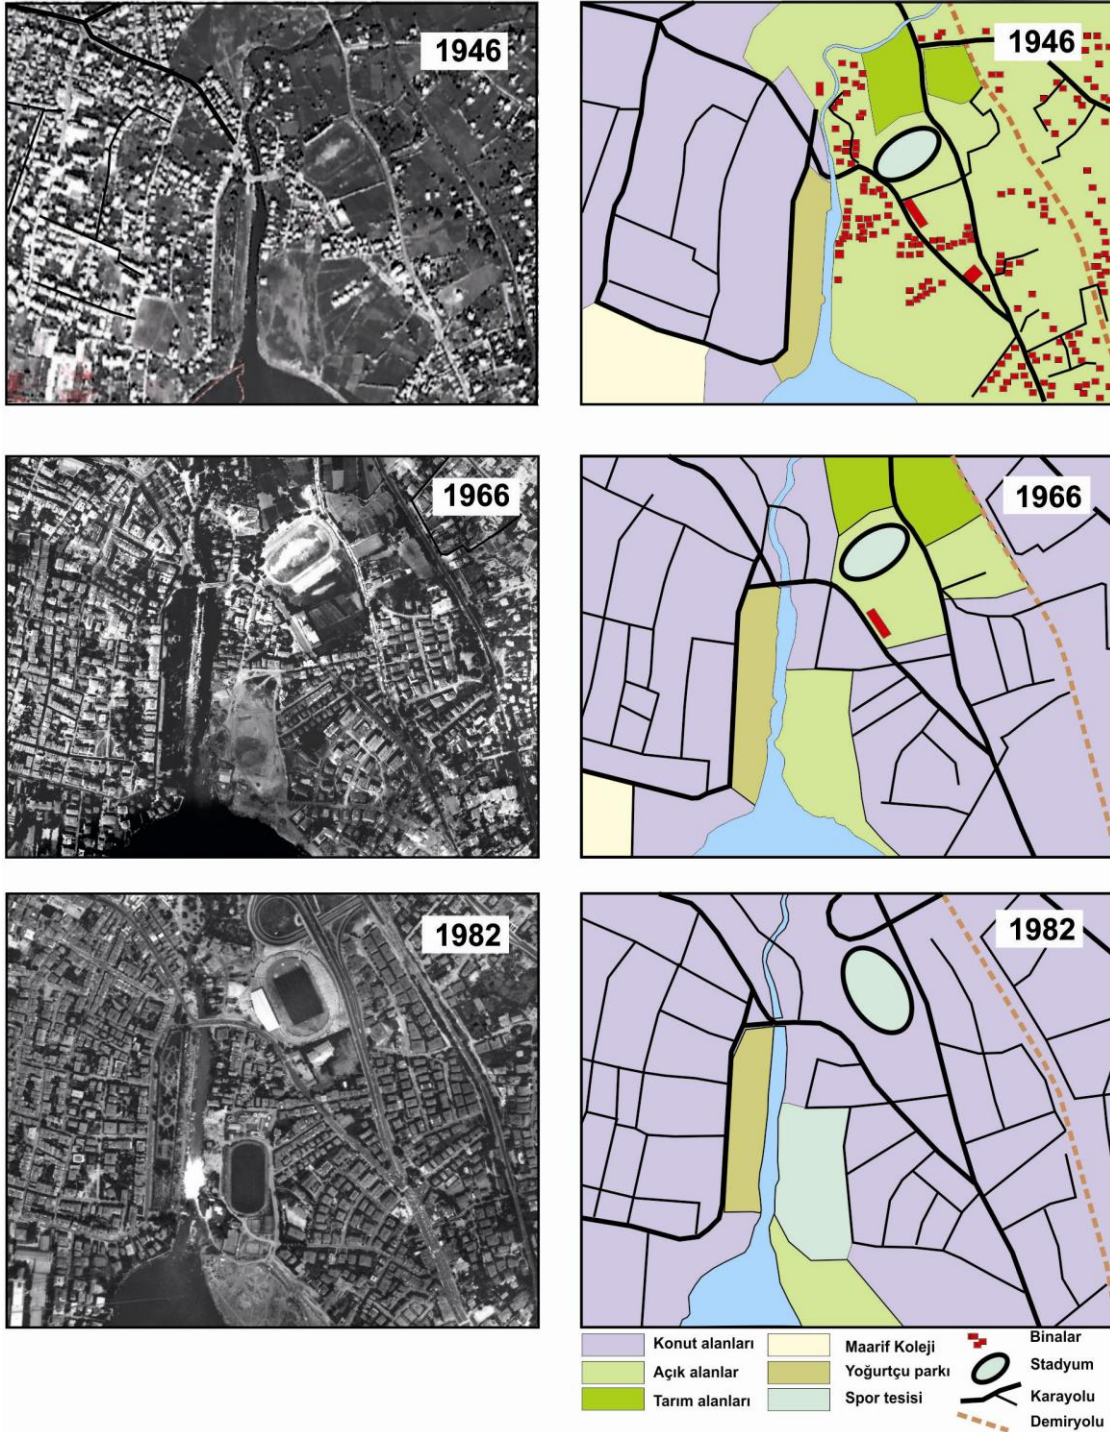 1946
1946
1966
1966
1982
1982
Konut alanları
Açık alanlar
Tarım alanları
Maarif Koleji
Yoğurtçu parkı
Spor tesisi
Binalar
Stadyum
Karayolu
Demiryolu